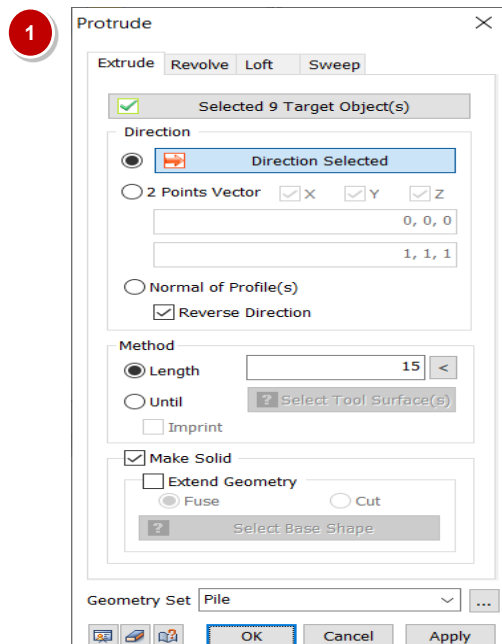 1
Protrude
Extrude Revolve Loft Sweep
Selected 9 Target Object(s)
Direction
Direction Selected
2 Points Vector X Y Z
0, 0, 0
1, 1, 1
Normal of Profile(s)
Reverse Direction
Method
Length 15 <
Until ? Select Tool Surface(s)
Imprint
Make Solid
Extend Geometry
Fuse Cut
? Select Base Shape
Geometry Set Pile ...
OK Cancel Apply